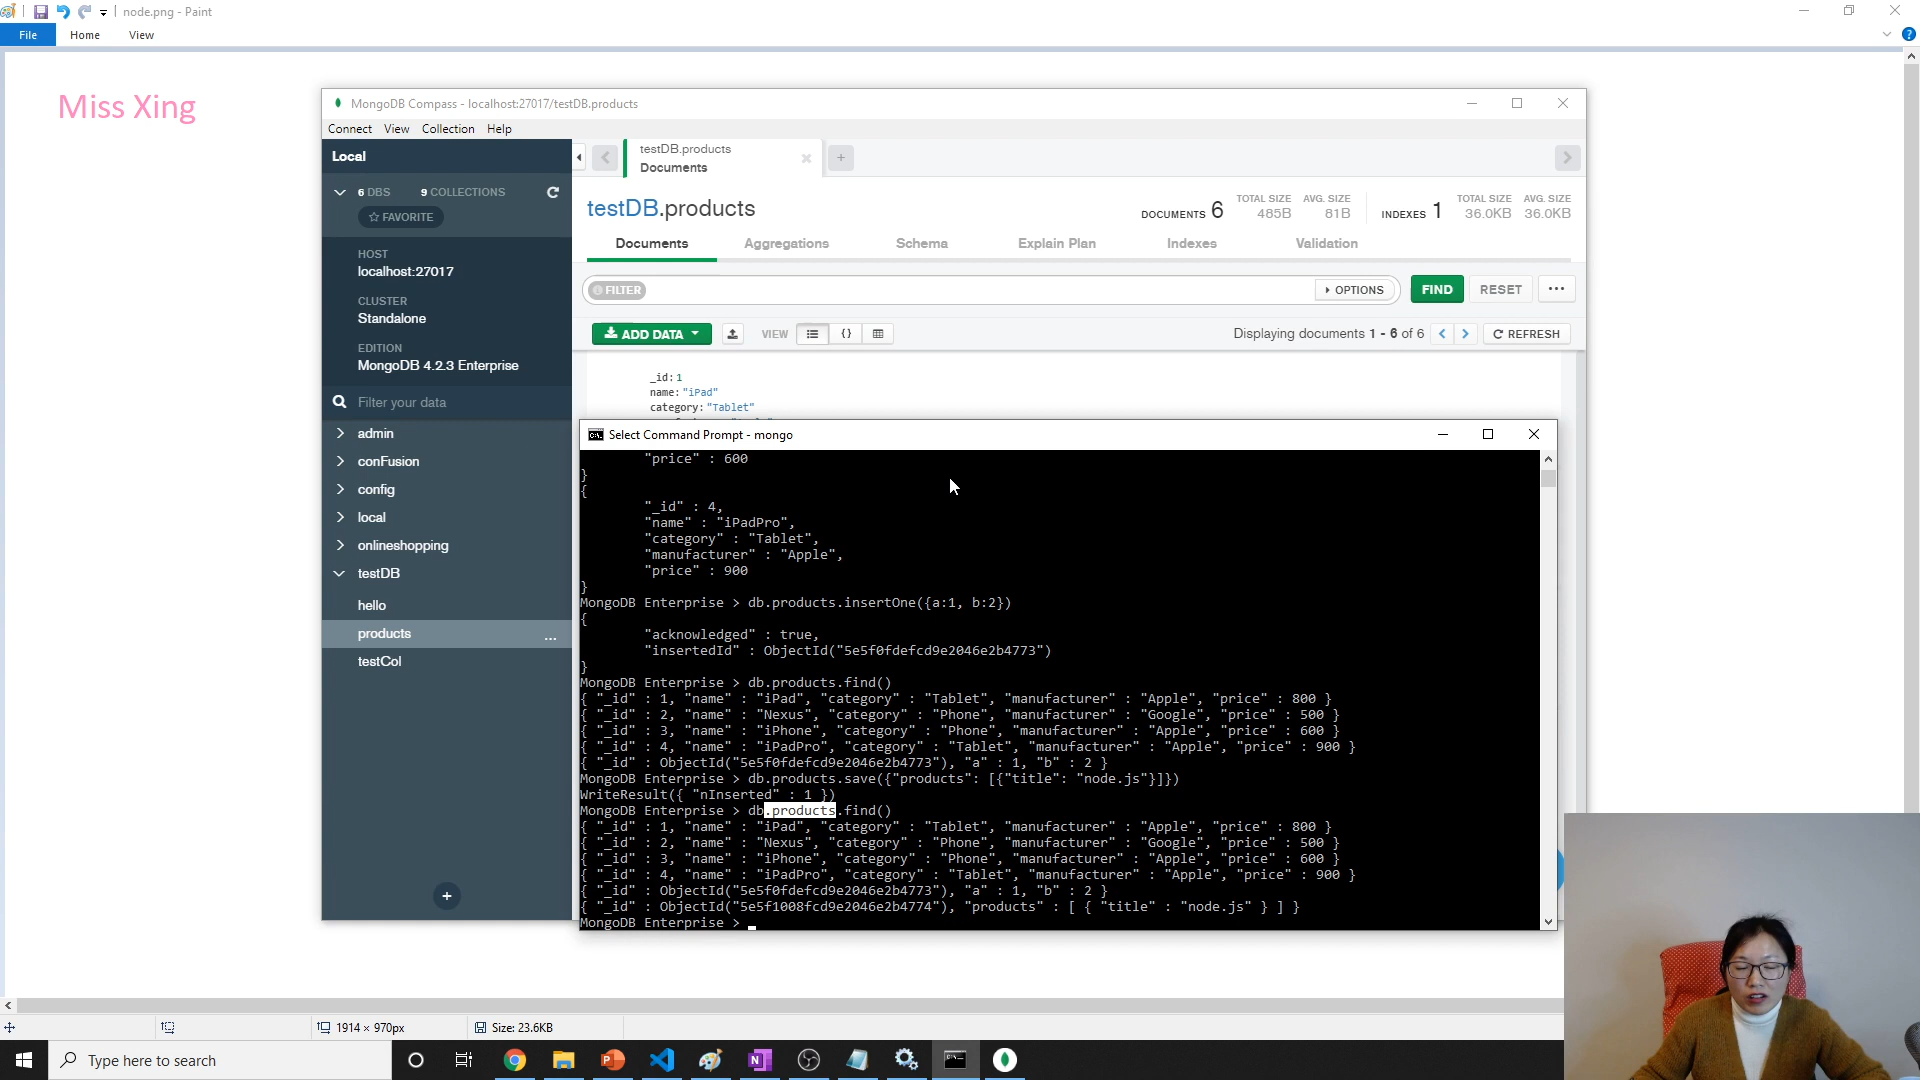 node.png - Paint
File Home View
Miss Xing
MongoDB Compass - localhost:27017/testDB.products
Connect View Collection Help
Local
6 DBS 9 COLLECTIONS
FAVORITE
HOST
localhost:27017
CLUSTER
Standalone
EDITION
MongoDB 4.2.3 Enterprise
Filter your data
admin
conFusion
config
local
onlineshopping
testDB
hello
products ...
testCol
testDB.products
Documents
testDB.products
DOCUMENTS 6
TOTAL SIZE
485B
AVG. SIZE
81B
INDEXES 1
TOTAL SIZE
36.0KB
AVG. SIZE
36.0KB
Documents Aggregations Schema Explain Plan Indexes Validation
FILTER
OPTIONS
FIND RESET ...
ADD DATA VIEW {}
Displaying documents 1 - 6 of 6 REFRESH
_id: 1
name: "iPad"
category: "Tablet"
Select Command Prompt - mongo
"price" : 600
}
{
"_id" : 4,
"name" : "iPadPro",
"category" : "Tablet",
"manufacturer" : "Apple",
"price" : 900
}
MongoDB Enterprise > db.products.insertOne({a:1, b:2})
{
"acknowledged" : true,
"insertedId" : ObjectId("5e5f0fdefcd9e2046e2b4773")
}
MongoDB Enterprise > db.products.find()
{ "_id" : 1, "name" : "iPad", "category" : "Tablet", "manufacturer" : "Apple", "price" : 800 }
{ "_id" : 2, "name" : "Nexus", "category" : "Phone", "manufacturer" : "Google", "price" : 500 }
{ "_id" : 3, "name" : "iPhone", "category" : "Phone", "manufacturer" : "Apple", "price" : 600 }
{ "_id" : 4, "name" : "iPadPro", "category" : "Tablet", "manufacturer" : "Apple", "price" : 900 }
{ "_id" : ObjectId("5e5f0fdefcd9e2046e2b4773"), "a" : 1, "b" : 2 }
MongoDB Enterprise > db.products.save({"products": [{"title": "node.js"}]})
WriteResult({ "nInserted" : 1 })
MongoDB Enterprise > db.products.find()
{ "_id" : 1, "name" : "iPad", "category" : "Tablet", "manufacturer" : "Apple", "price" : 800 }
{ "_id" : 2, "name" : "Nexus", "category" : "Phone", "manufacturer" : "Google", "price" : 500 }
{ "_id" : 3, "name" : "iPhone", "category" : "Phone", "manufacturer" : "Apple", "price" : 600 }
{ "_id" : 4, "name" : "iPadPro", "category" : "Tablet", "manufacturer" : "Apple", "price" : 900 }
{ "_id" : ObjectId("5e5f0fdefcd9e2046e2b4773"), "a" : 1, "b" : 2 }
{ "_id" : ObjectId("5e5f1008fcd9e2046e2b4774"), "products" : [ { "title" : "node.js" } ] }
MongoDB Enterprise >
1914 × 970px
Size: 23.6KB
Type here to search